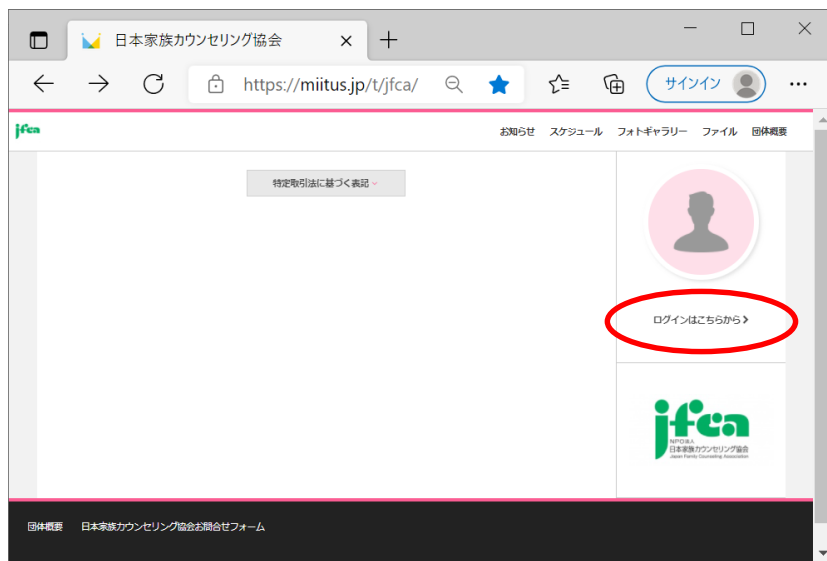 日本家族カウンセリング協会
https://miitus.jp/t/jfca/
サインイン
jfca
お知らせ スケジュール フォトギャラリー ファイル 団体概要
特定取引法に基づく表記
ログインはこちらから
jfca
NPO法人
日本家族カウンセリング協会
Japan Family Counseling Association
団体概要 日本家族カウンセリング協会お問合せフォーム